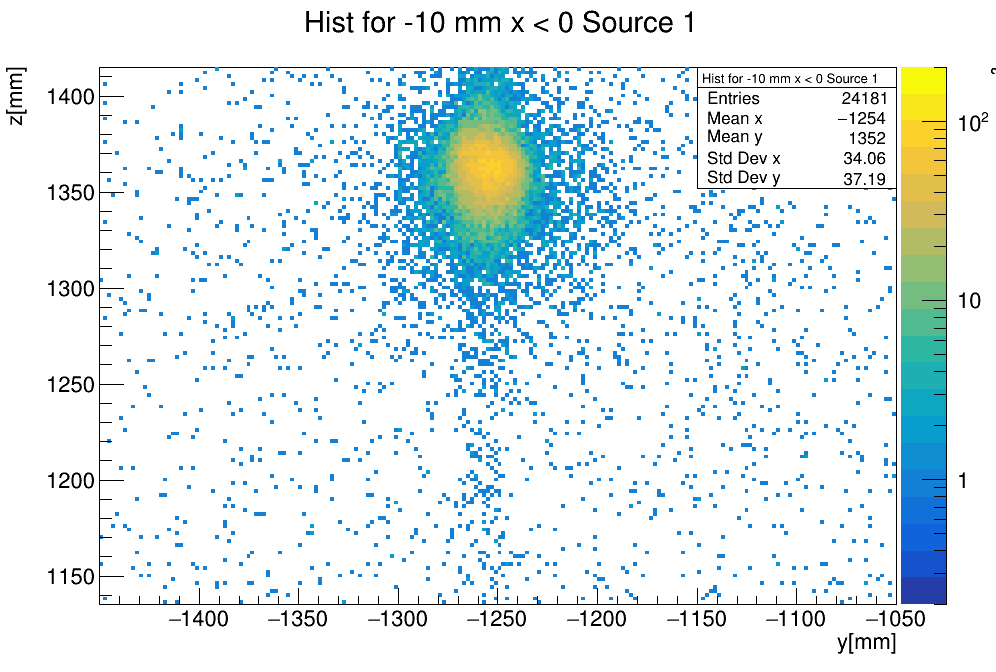 Hist for -10 mm x < 0 Source 1
z[mm]
1400
1350
1300
1250
1200
1150
−1400
−1350
−1300
−1250
−1200
−1150
−1100
−1050
y[mm]
Hist for -10 mm x < 0 Source 1
Entries 24181
Mean x −1254
Mean y 1352
Std Dev x 34.06
Std Dev y 37.19
10²
10
1